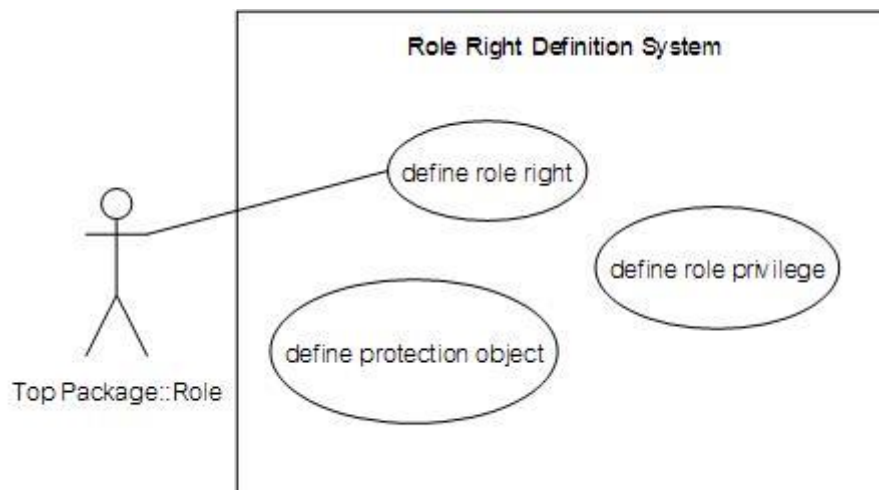 Role Right Definition System
define role right
define role privilege
define protection object
Top Package::Role